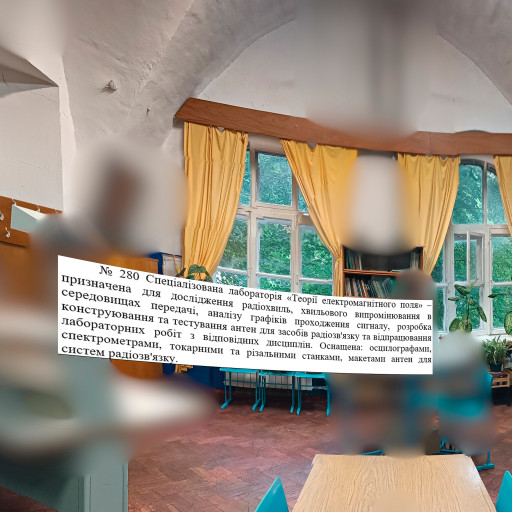 № 280 Спеціалізована лабораторія «Теорії електромагнітного поля» –
призначена для дослідження радіохвиль, хвильового випромінювання в
середовищах передачі, аналізу графіків проходження сигналу, розробка
конструювання та тестування антен для засобів радіозв'язку та відпрацювання
лабораторних робіт з відповідних дисциплін. Оснащена: осцилографами,
спектрометрами, токарними та різальними станками, макетами антен для
систем радіозв'язку.